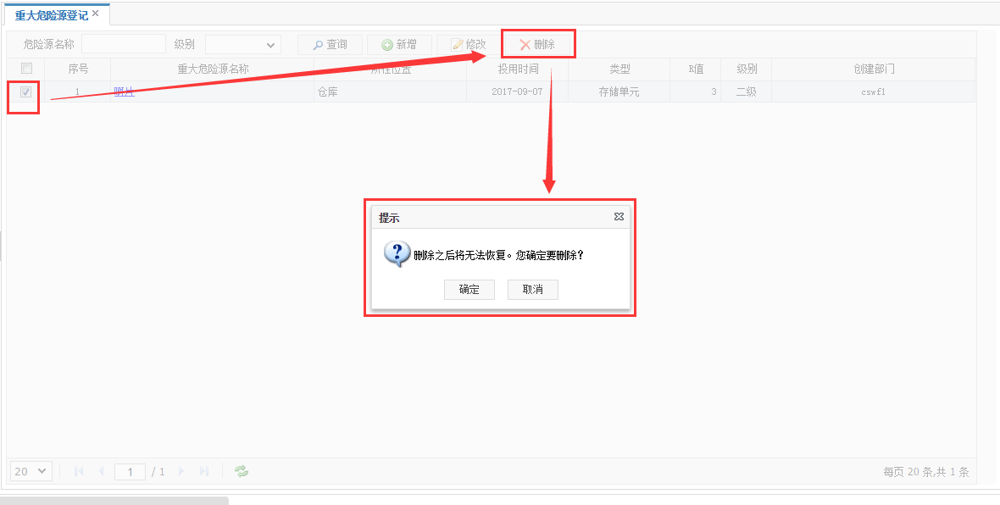 重大危险源登记
危险源名称 级别 查询 新增 修改 删除
序号 重大危险源名称 所在位置 投用时间 类型 R值 级别 创建部门
1 仓库 2017-09-07 存储单元 3 二级 cswf1
提示
删除之后将无法恢复。您确定要删除?
确定 取消
20 1 / 1 每页 20 条,共 1 条